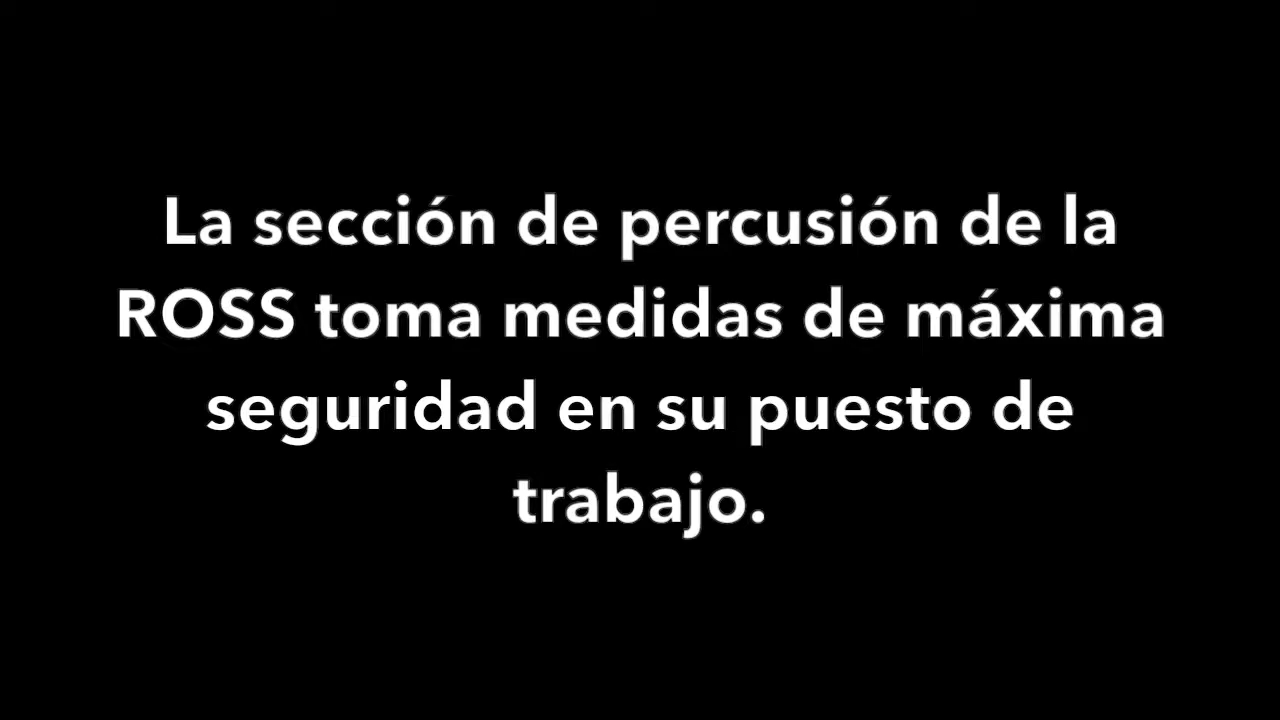 La sección de percusión de la
ROSS toma medidas de máxima
seguridad en su puesto de
trabajo.